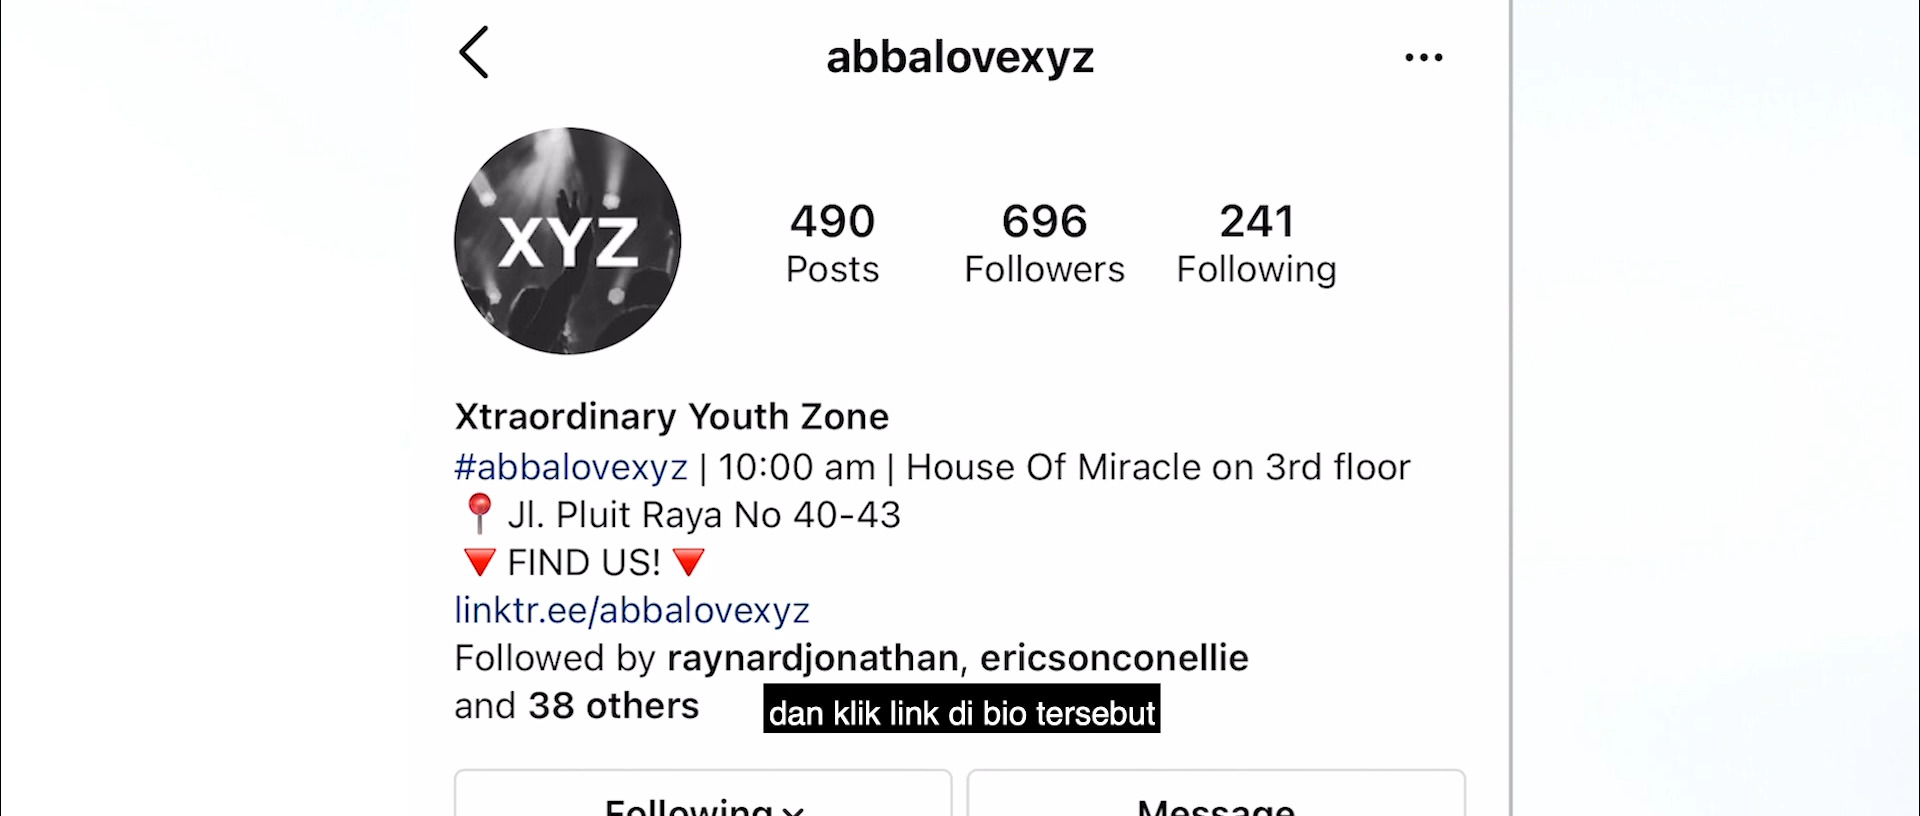 abbalovexyz
XYZ
490 696 241
Posts Followers Following
Xtraordinary Youth Zone
#abbalovexyz | 10:00 am | House Of Miracle on 3rd floor
📍 Jl. Pluit Raya No 40-43
🔻 FIND US! 🔻
linktr.ee/abbalovexyz
Followed by raynardjonathan, ericsonconellie
and 38 others
dan klik link di bio tersebut
Following Message